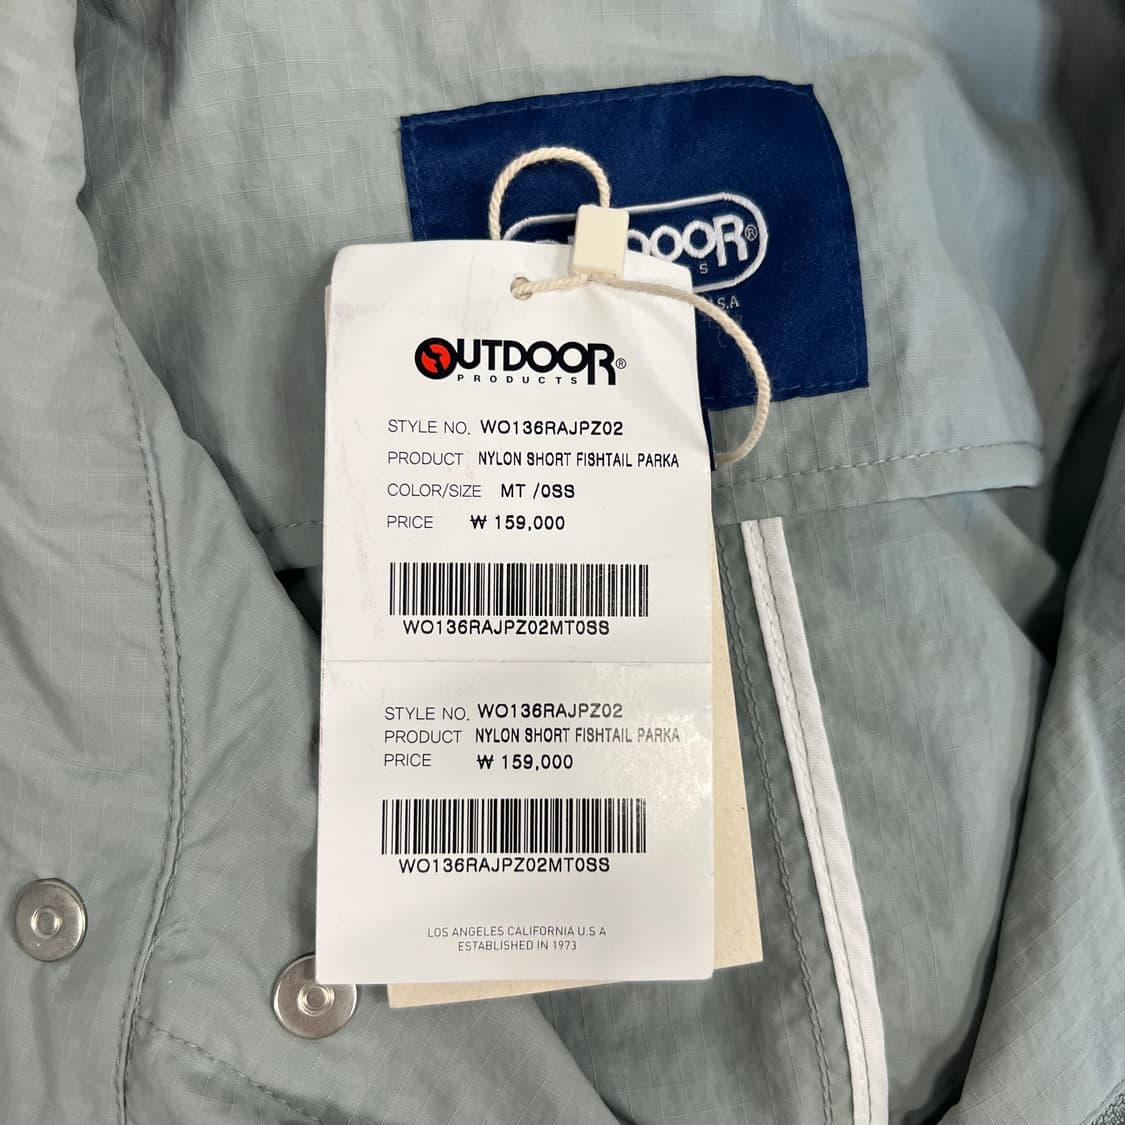 OOR®
S
S.A
OUTDOOR®
PRODUCTS
STYLE NO. WO136RAJPZ02
PRODUCT NYLON SHORT FISHTAIL PARKA
COLOR/SIZE MT /0SS
PRICE ₩ 159,000
WO136RAJPZ02MT0SS
STYLE NO. WO136RAJPZ02
PRODUCT NYLON SHORT FISHTAIL PARKA
PRICE ₩ 159,000
WO136RAJPZ02MT0SS
LOS ANGELES CALIFORNIA U.S A
ESTABLISHED IN 1973